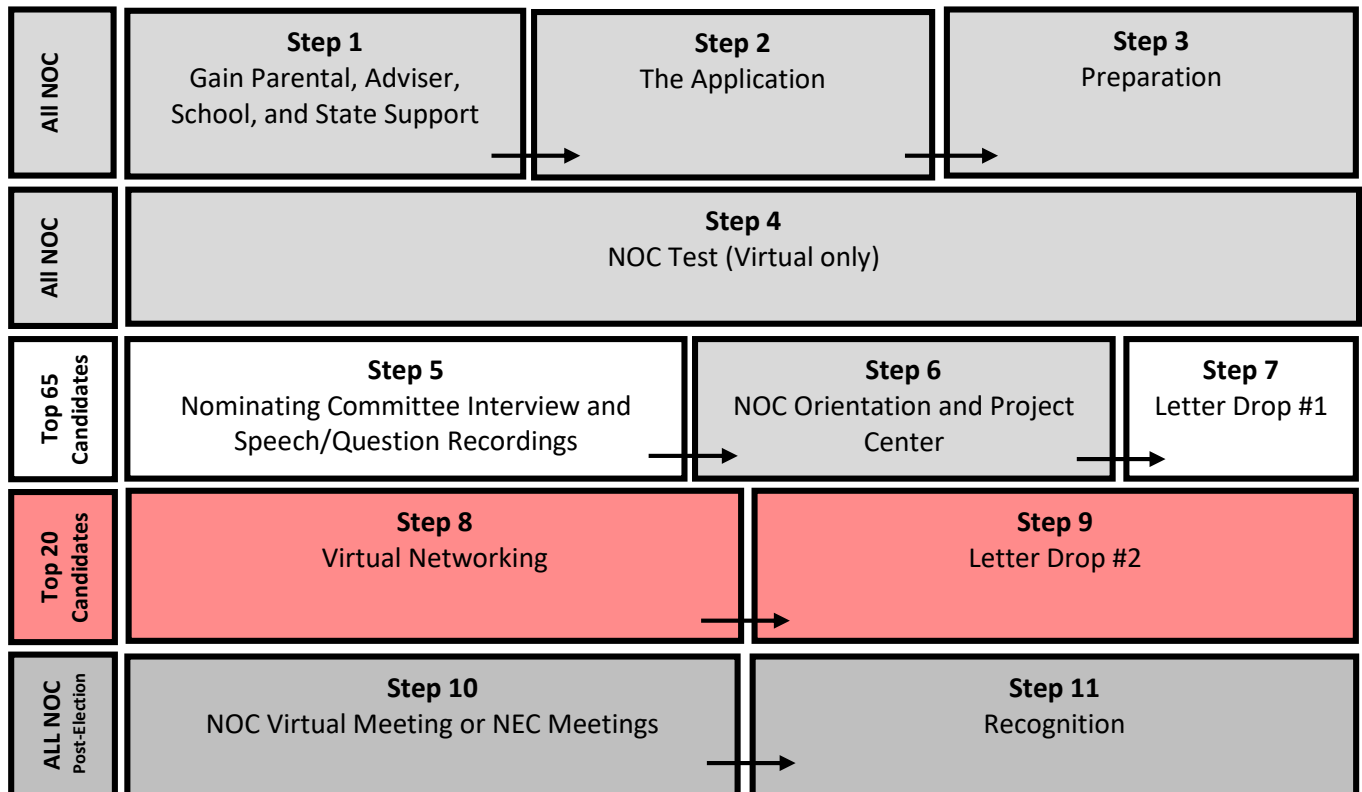 All NOC
Step 1
Gain Parental, Adviser,
School, and State Support
Step 2
The Application
Step 3
Preparation
All NOC
Step 4
NOC Test (Virtual only)
Top 65
Candidates
Step 5
Nominating Committee Interview and
Speech/Question Recordings
Step 6
NOC Orientation and Project
Center
Step 7
Letter Drop #1
Top 20
Candidates
Step 8
Virtual Networking
Step 9
Letter Drop #2
ALL NOC
Post-Election
Step 10
NOC Virtual Meeting or NEC Meetings
Step 11
Recognition